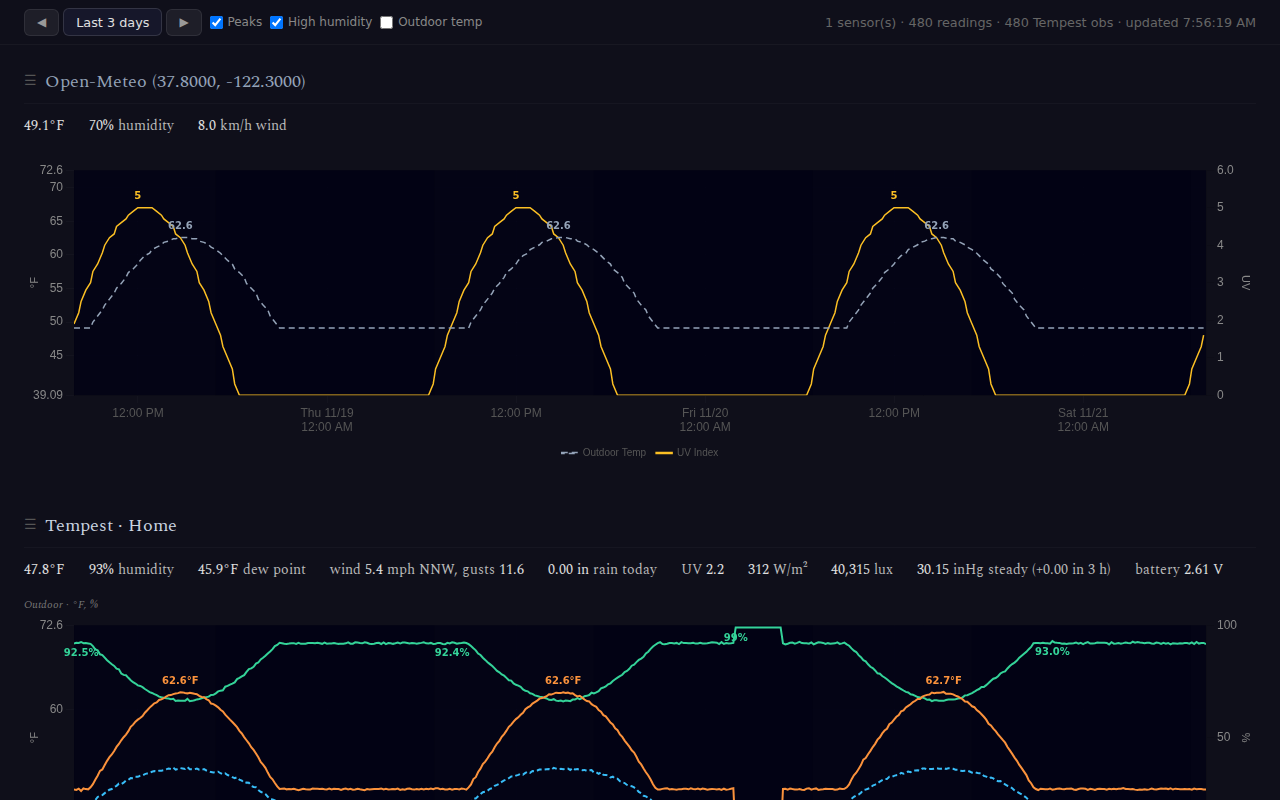 ◀ Last 3 days ▶ Peaks High humidity Outdoor temp 1 sensor(s) · 480 readings · 480 Tempest obs · updated 7:56:19 AM
☰ Open-Meteo (37.8000, -122.3000)
49.1°F 70% humidity 8.0 km/h wind
72.6 6.0
70
5 5 5
65 5
62.6 62.6 62.6
60 4
55 3
°F UV
50 2
45 1
39.09 0
12:00 PM Thu 11/19 12:00 PM Fri 11/20 12:00 PM Sat 11/21
12:00 AM 12:00 AM 12:00 AM
Outdoor Temp UV Index
☰ Tempest · Home
47.8°F 93% humidity 45.9°F dew point wind 5.4 mph NNW, gusts 11.6 0.00 in rain today UV 2.2 312 W/m² 40,315 lux 30.15 inHg steady (+0.00 in 3 h) battery 2.61 V
Outdoor · °F, %
72.6 100
99%
92.5% 92.4% 93.0%
62.6°F 62.6°F 62.7°F
60
°F 50 %